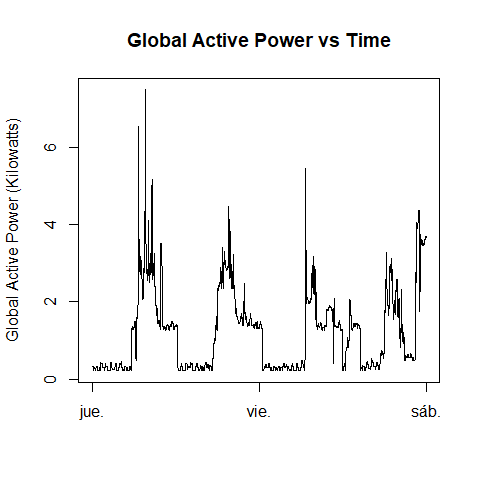 Global Active Power vs Time
Global Active Power (Kilowatts)
6
4
2
0
jue.
vie.
sáb.